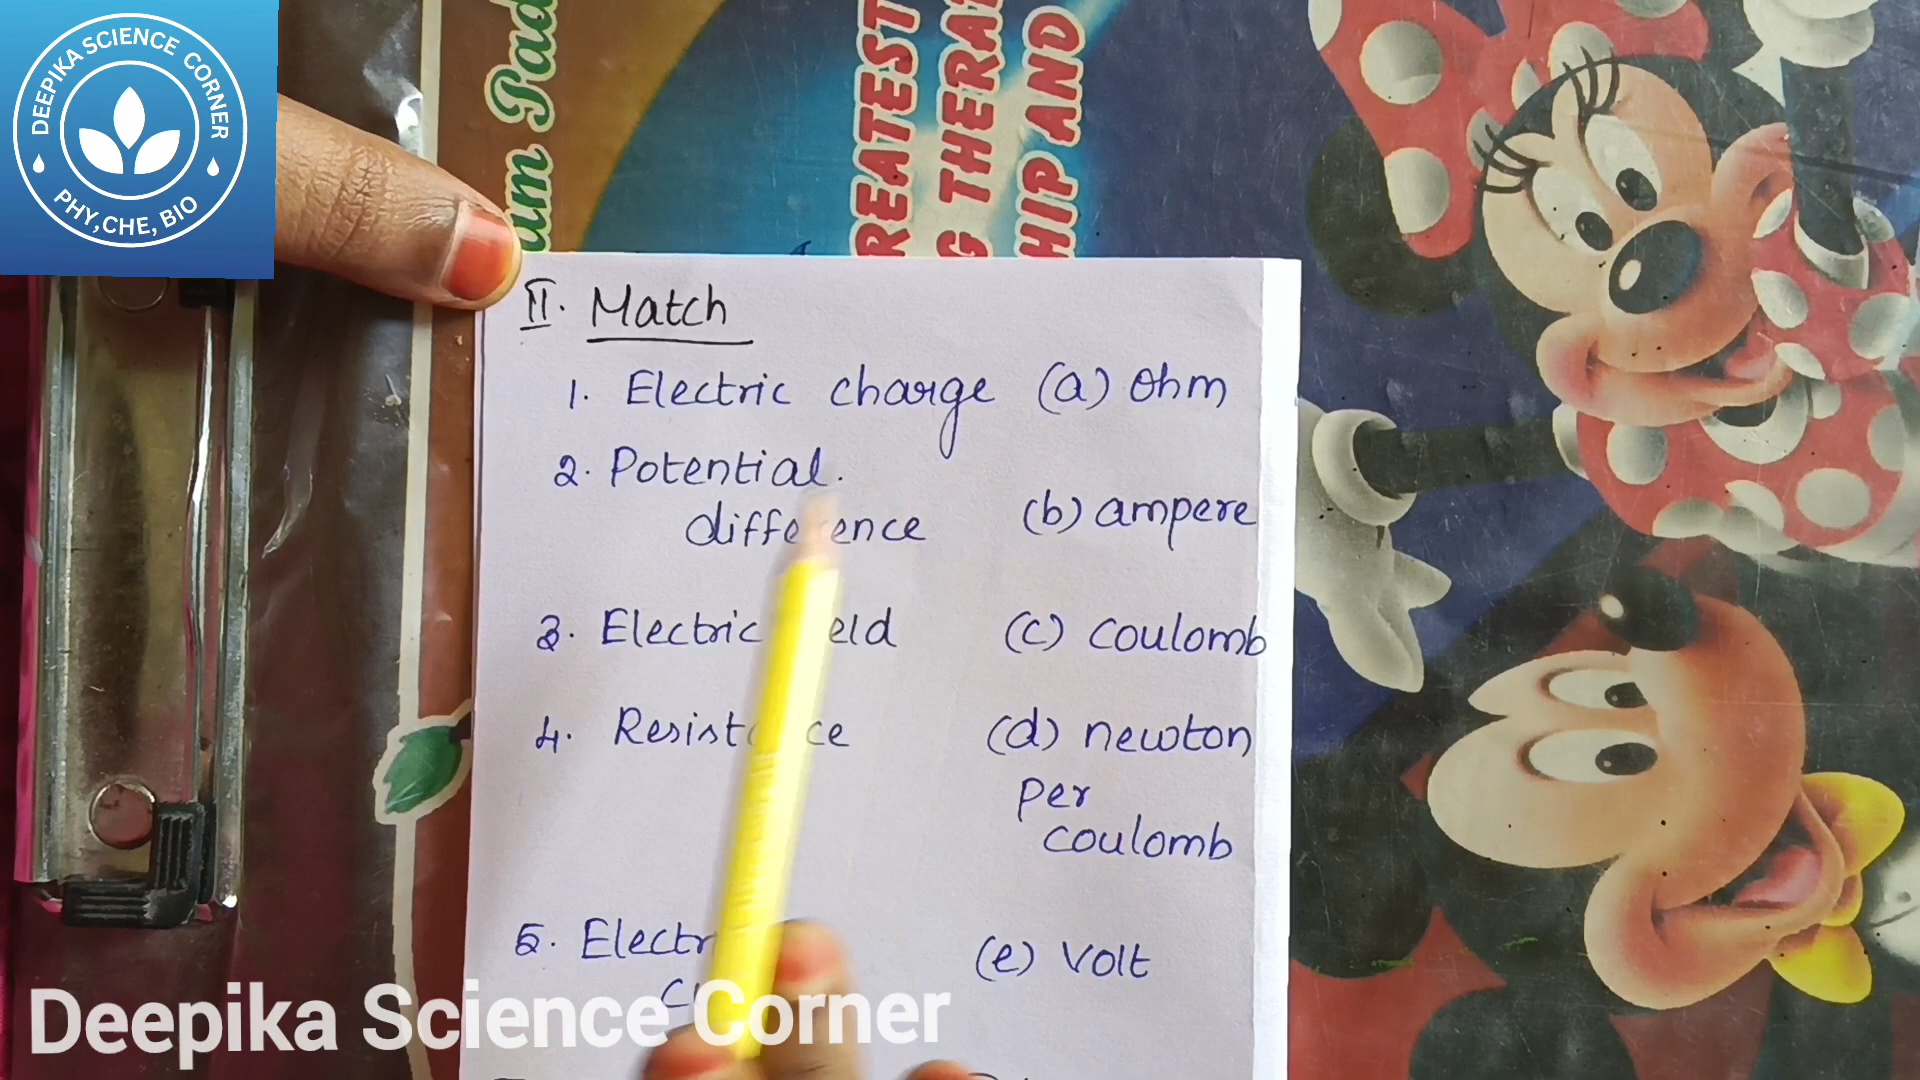 DEEPIKA SCIENCE CORNER
PHY,CHE, BIO
am Pad
REATEST
G THERA
HIP AND
II. Match
1. Electric charge (a) ohm
2. Potential
difference (b) ampere
3. Electric eld (c) coulomb
4. Resist ce (d) newton
per
coulomb
5. Electr (e) volt
Deepika Science Corner